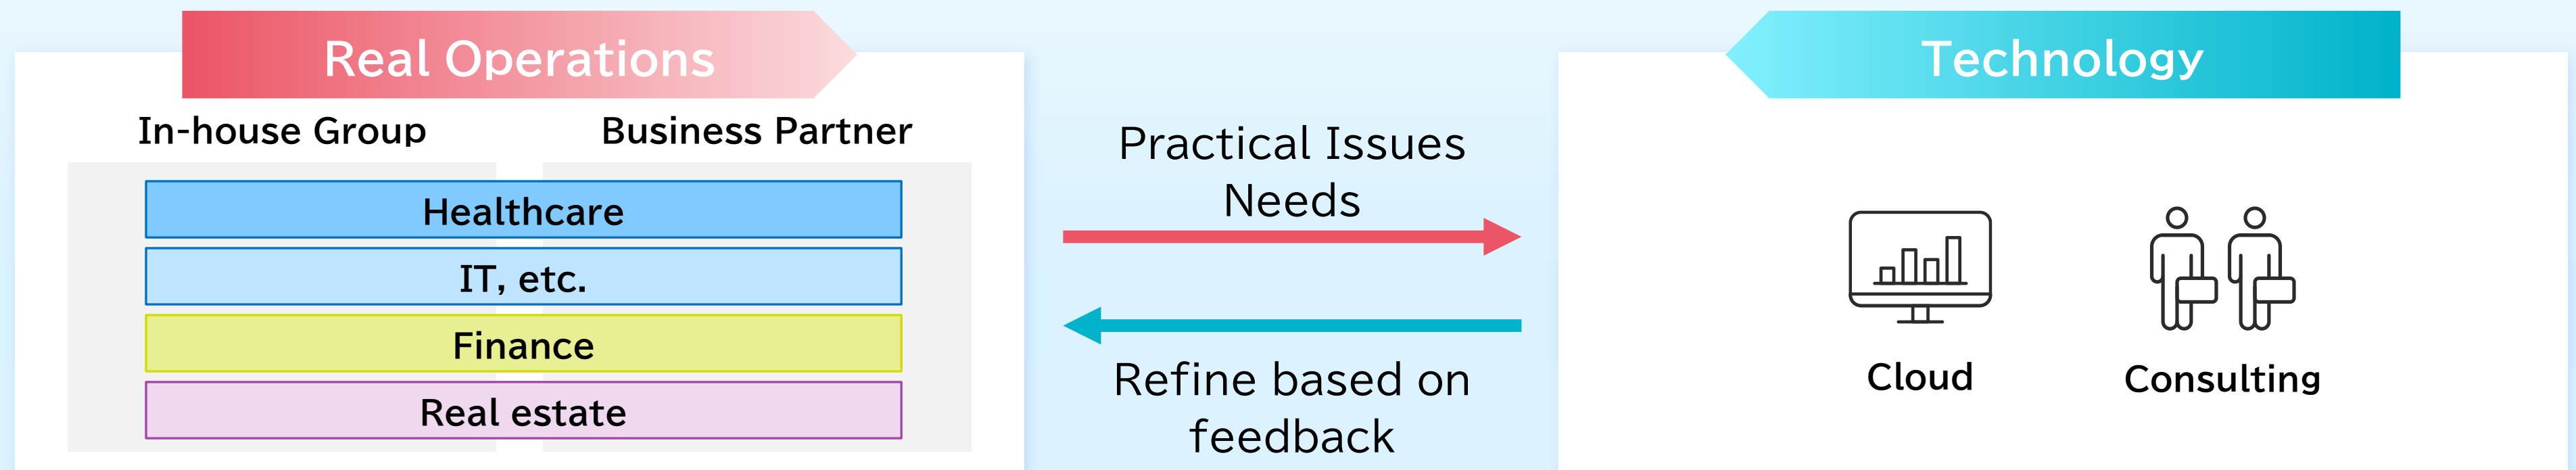 Real Operations
In-house Group
Business Partner
Healthcare
IT, etc.
Finance
Real estate
Practical Issues
Needs
Refine based on
feedback
Technology
Cloud
Consulting